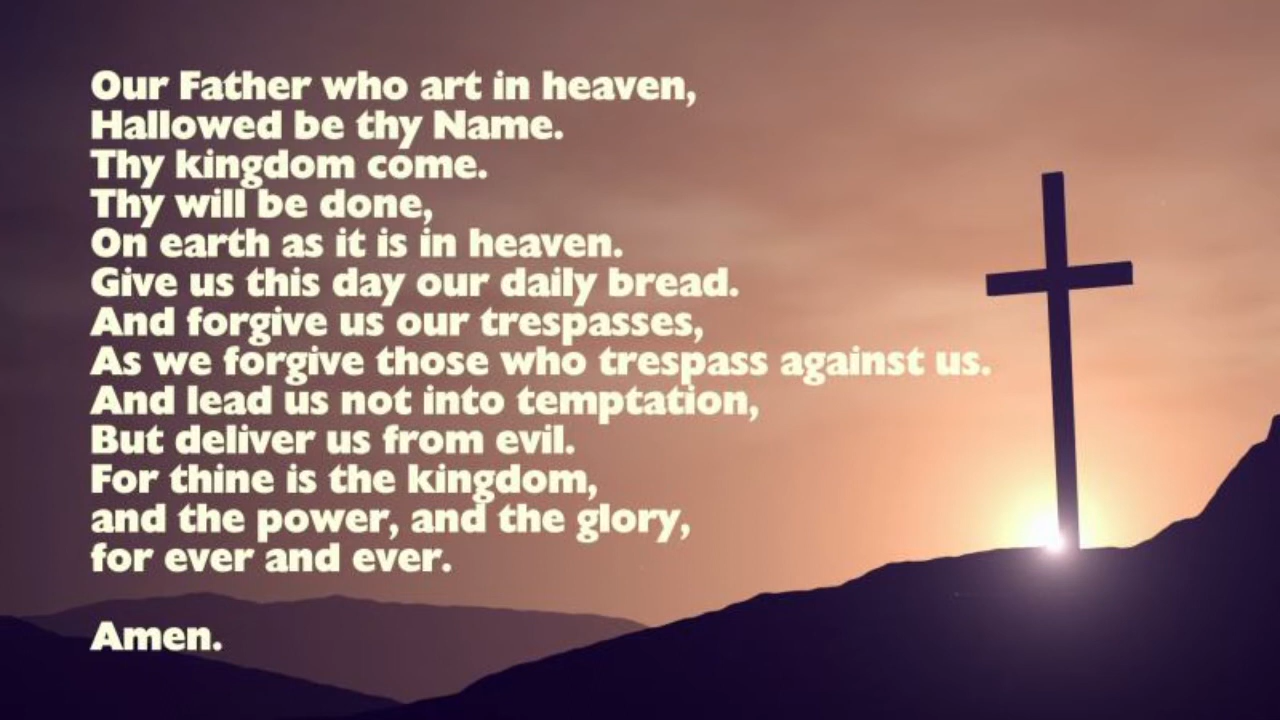 Our Father who art in heaven,
Hallowed be thy Name.
Thy kingdom come.
Thy will be done,
On earth as it is in heaven.
Give us this day our daily bread.
And forgive us our trespasses,
As we forgive those who trespass against us.
And lead us not into temptation,
But deliver us from evil.
For thine is the kingdom,
and the power, and the glory,
for ever and ever.
Amen.